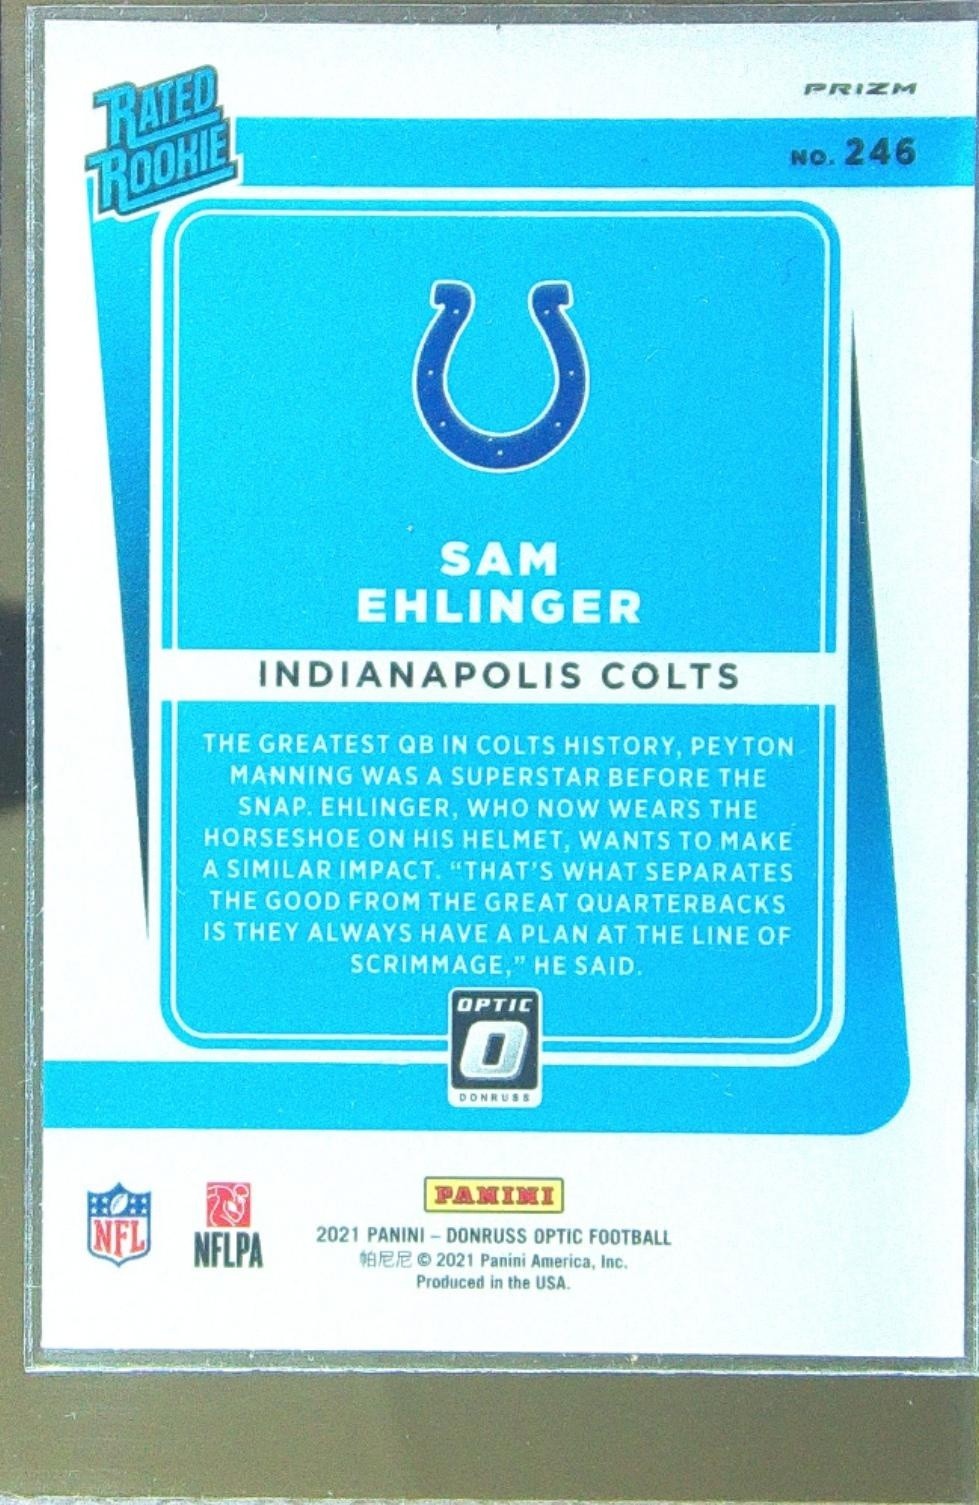 RATED
ROOKIE
PRIZM
NO. 246
SAM
EHLINGER
INDIANAPOLIS COLTS
THE GREATEST QB IN COLTS HISTORY, PEYTON
MANNING WAS A SUPERSTAR BEFORE THE
SNAP. EHLINGER, WHO NOW WEARS THE
HORSESHOE ON HIS HELMET, WANTS TO MAKE
A SIMILAR IMPACT. “THAT’S WHAT SEPARATES
THE GOOD FROM THE GREAT QUARTERBACKS
IS THEY ALWAYS HAVE A PLAN AT THE LINE OF
SCRIMMAGE,” HE SAID.
OPTIC
O
DONRUSS
NFL
NFLPA
PANINI
2021 PANINI – DONRUSS OPTIC FOOTBALL
帕尼尼 © 2021 Panini America, Inc.
Produced in the USA.